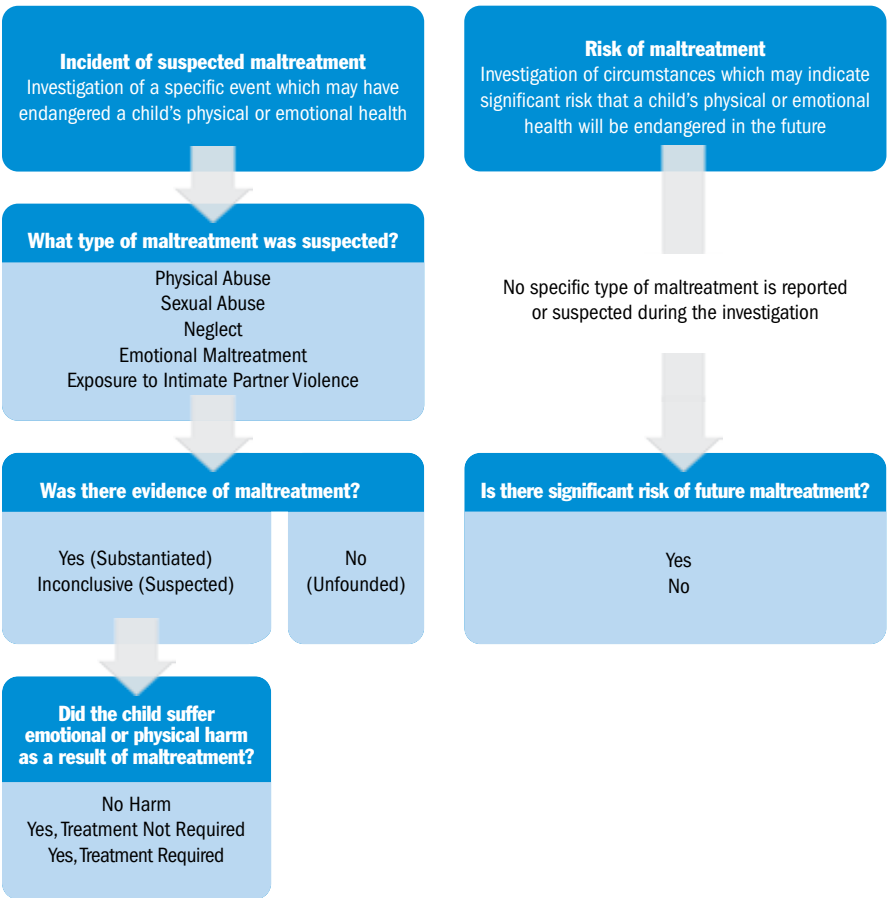 Incident of suspected maltreatment
Investigation of a specific event which may have
endangered a child's physical or emotional health
What type of maltreatment was suspected?
Physical Abuse
Sexual Abuse
Neglect
Emotional Maltreatment
Exposure to Intimate Partner Violence
Was there evidence of maltreatment?
Yes (Substantiated)
Inconclusive (Suspected)
No
(Unfounded)
Did the child suffer
emotional or physical harm
as a result of maltreatment?
No Harm
Yes, Treatment Not Required
Yes, Treatment Required
Risk of maltreatment
Investigation of circumstances which may indicate
significant risk that a child's physical or emotional
health will be endangered in the future
No specific type of maltreatment is reported
or suspected during the investigation
Is there significant risk of future maltreatment?
Yes
No